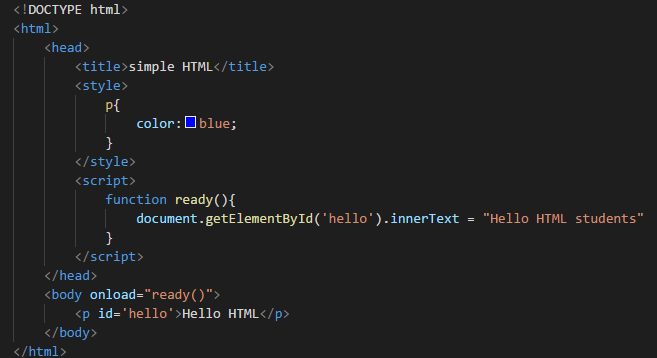 <!DOCTYPE html>
<html>
<head>
<title>simple HTML</title>
<style>
p{
color:blue;
}
</style>
<script>
function ready(){
document.getElementById('hello').innerText = "Hello HTML students"
}
</script>
</head>
<body onload="ready()">
<p id='hello'>Hello HTML</p>
</body>
</html>